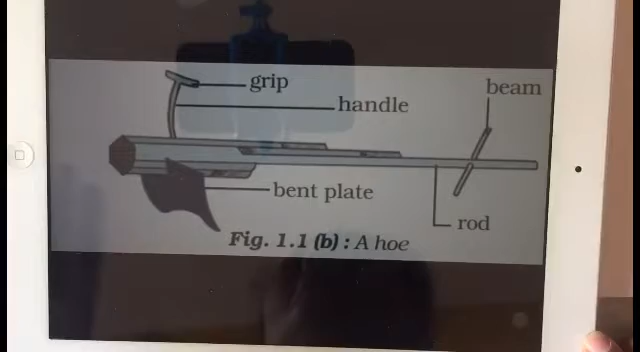 grip
beam
handle
bent plate
rod
Fig. 1.1 (b) : A hoe